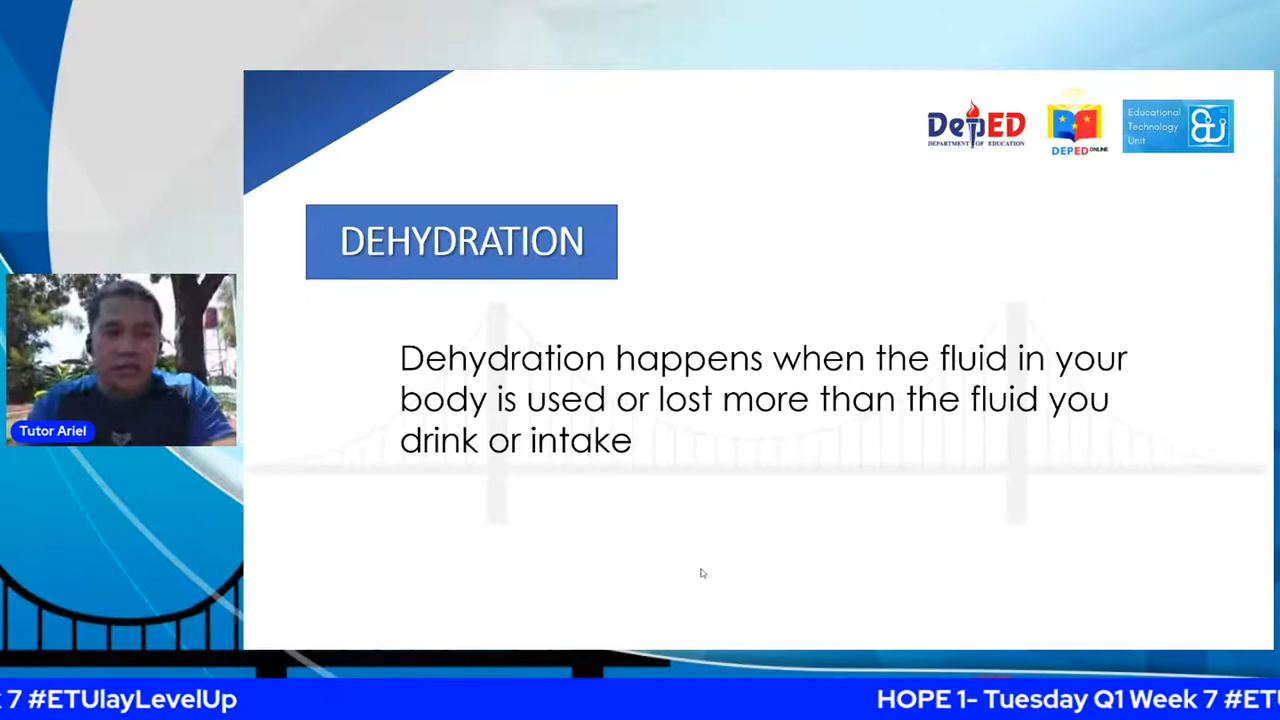 DepED
DEPARTMENT OF EDUCATION
DEPED ONLINE
Educational
Technology
Unit
DEHYDRATION
Dehydration happens when the fluid in your
body is used or lost more than the fluid you
drink or intake
Tutor Ariel
7 #ETUlayLevelUp
HOPE 1- Tuesday Q1 Week 7 #ETU